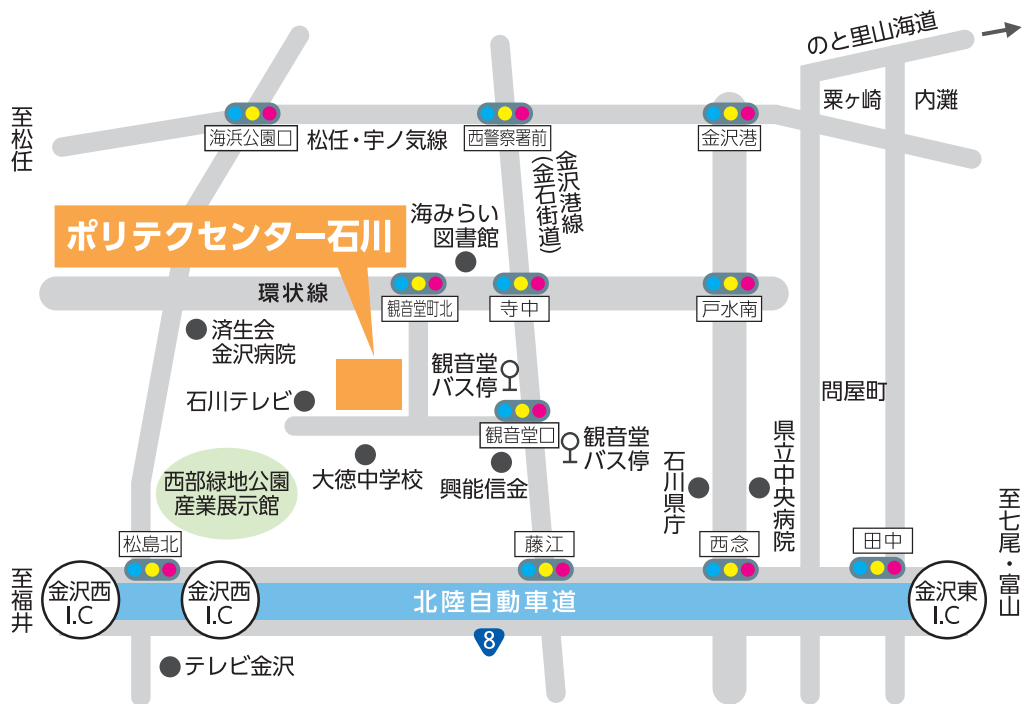 のと里山海道
粟ヶ崎
内灘
至松任
海浜公園口
松任・宇ノ気線
西警察署前
金沢港
金沢港線
(金石街道)
ポリテクセンター石川
海みらい
図書館
環状線
観音堂町北
寺中
戸水南
済生会
金沢病院
観音堂
バス停
石川テレビ
問屋町
観音堂口
観音堂
バス停
大徳中学校
興能信金
石川県庁
県立中央病院
西部緑地公園
産業展示館
松島北
藤江
西念
田中
至七尾・富山
至福井
金沢西
I.C
金沢西
I.C
北陸自動車道
金沢東
I.C
8
テレビ金沢